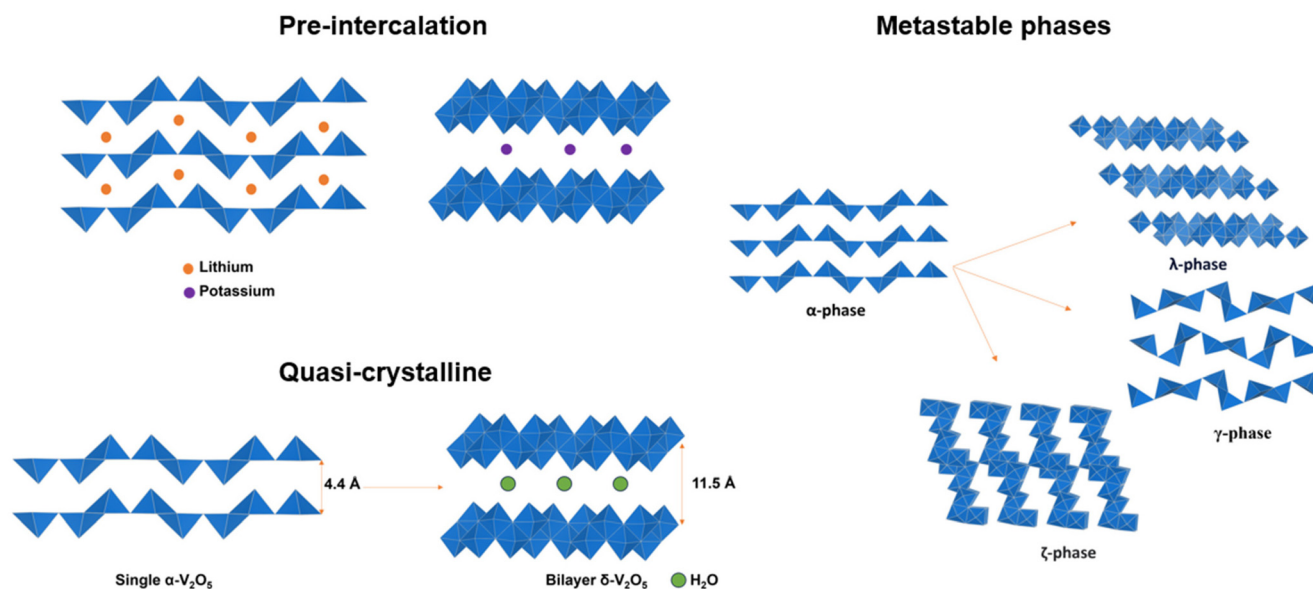 Pre-intercalation
Metastable phases
Lithium
Potassium
α-phase
λ-phase
γ-phase
ζ-phase
Quasi-crystalline
4.4 Å
11.5 Å
Single α-V₂O₅
Bilayer δ-V₂O₅
H₂O